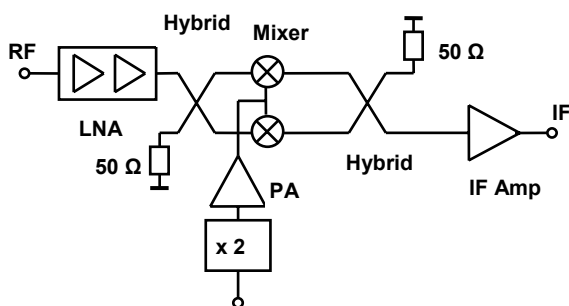 Hybrid
Mixer
RF
50 Ω
LNA
IF
50 Ω
Hybrid
PA
IF Amp
x 2